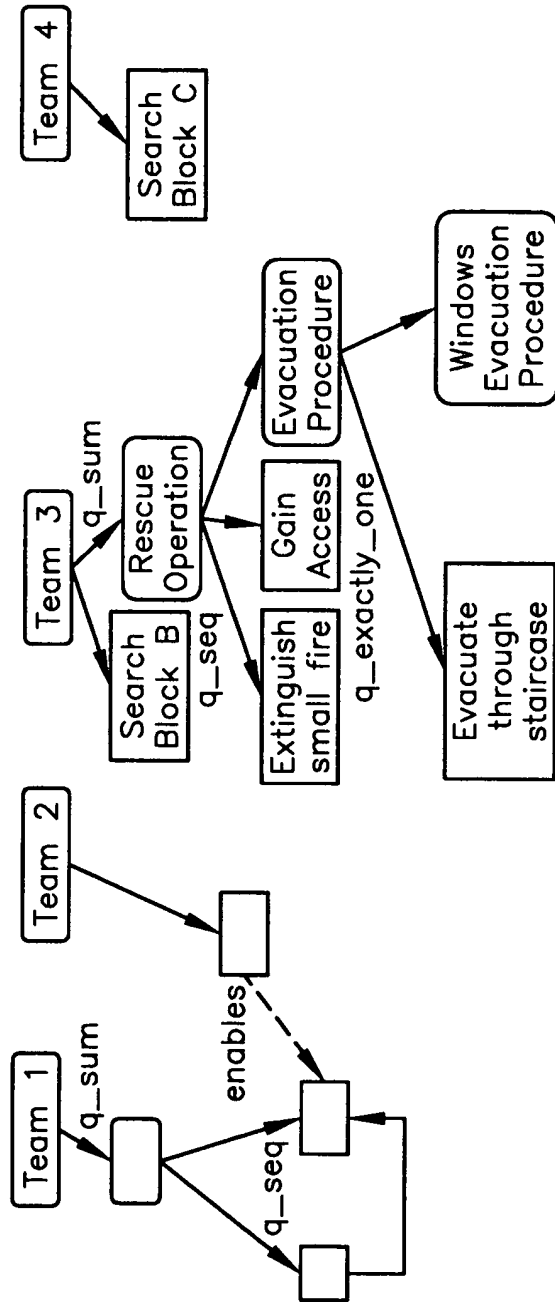 Team 1
q_sum
q_seq
enables
Team 2
Team 3
q_sum
Search
Block B
Rescue
Operation
q_seq
Extinguish
small fire
Gain
Access
Evacuation
Procedure
q_exactly_one
Evacuate
through
staircase
Windows
Evacuation
Procedure
Team 4
Search
Block C